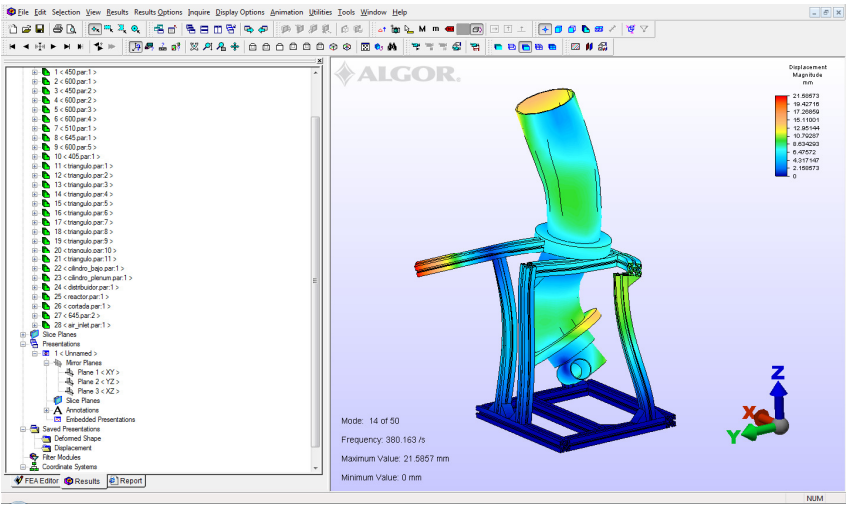 File Edit Selection View Results Results Options Inquire Display Options Animation Utilities Tools Window Help
M m
1 < 450.par:1 >
2 < 600.par:1 >
3 < 450.par:2 >
4 < 600.par:2 >
5 < 600.par:3 >
6 < 600.par:4 >
7 < 510.par:1 >
8 < 645.par:1 >
9 < 600.par:5 >
10 < 405.par:1 >
11 < triangulo.par:1 >
12 < triangulo.par:2 >
13 < triangulo.par:3 >
14 < triangulo.par:4 >
15 < triangulo.par:5 >
16 < triangulo.par:6 >
17 < triangulo.par:7 >
18 < triangulo.par:8 >
19 < triangulo.par:9 >
20 < triangulo.par:10 >
21 < triangulo.par:11 >
22 < cilindro_bajo.par:1 >
23 < cilindro_plenum.par:1 >
24 < distribuidor.par:1 >
25 < reactor.par:1 >
26 < cortada.par:1 >
27 < 645.par:2 >
28 < air_inlet.par:1 >
Slice Planes
Presentations
1 < Unnamed >
Mirror Planes
Plane 1 < XY >
Plane 2 < YZ >
Plane 3 < XZ >
Slice Planes
A Annotations
Embedded Presentations
Saved Presentations
Deformed Shape
Displacement
Filter Modules
Coordinate Systems
FEA Editor Results Report
ALGOR.
Displacement
Magnitude
mm
21.58573
19.42716
17.26859
15.11001
12.95144
10.79287
8.634293
6.47572
4.317147
2.158573
0
Mode: 14 of 50
Frequency: 380.163 /s
Maximum Value: 21.5857 mm
Minimum Value: 0 mm
Z
X
Y
NUM